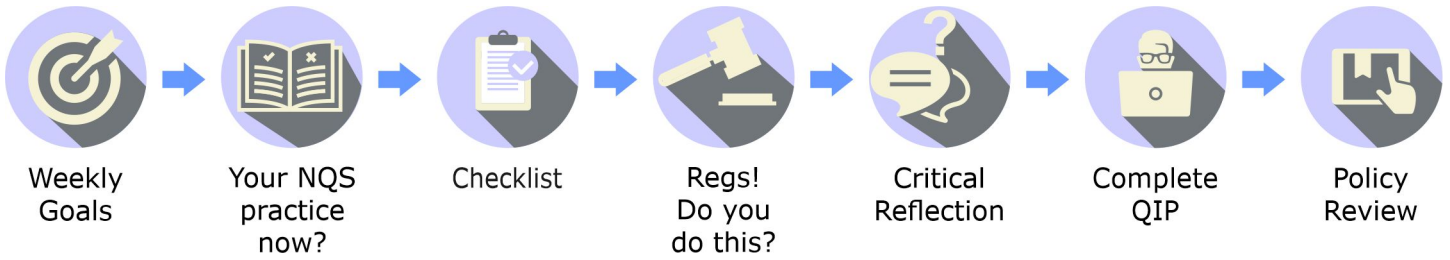 Weekly
Goals
Your NQS
practice
now?
Checklist
Regs!
Do you
do this?
Critical
Reflection
Complete
QIP
Policy
Review